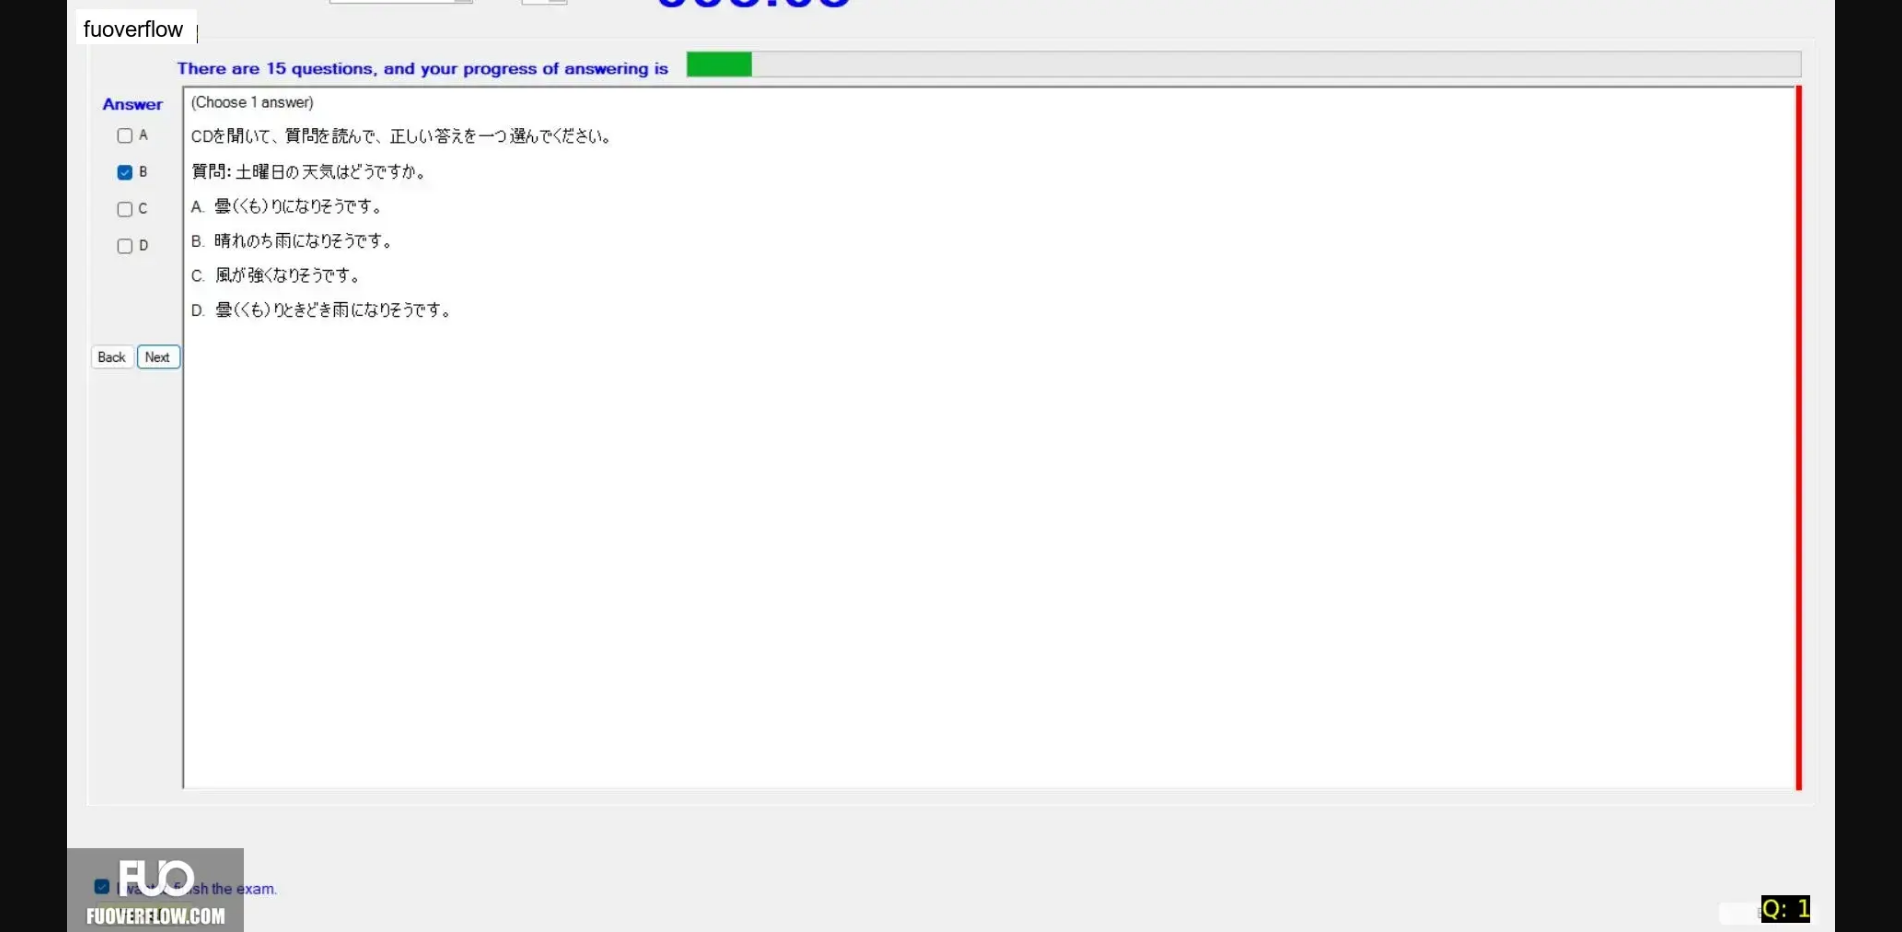 fuoverflow
There are 15 questions, and your progress of answering is
Answer
(Choose 1 answer)
A
CDを聞いて、質問を読んで、正しい答えを一つ選んでください。
B
質問: 土曜日の天気はどうですか。
C
A. 曇(くも)りになりそうです。
D
B. 晴れのち雨になりそうです。
C. 風が強くなりそうです。
D. 曇(くも)りときどき雨になりそうです。
Back Next
FUO
sh the exam.
FUOVERFLOW.COM
Q: 1